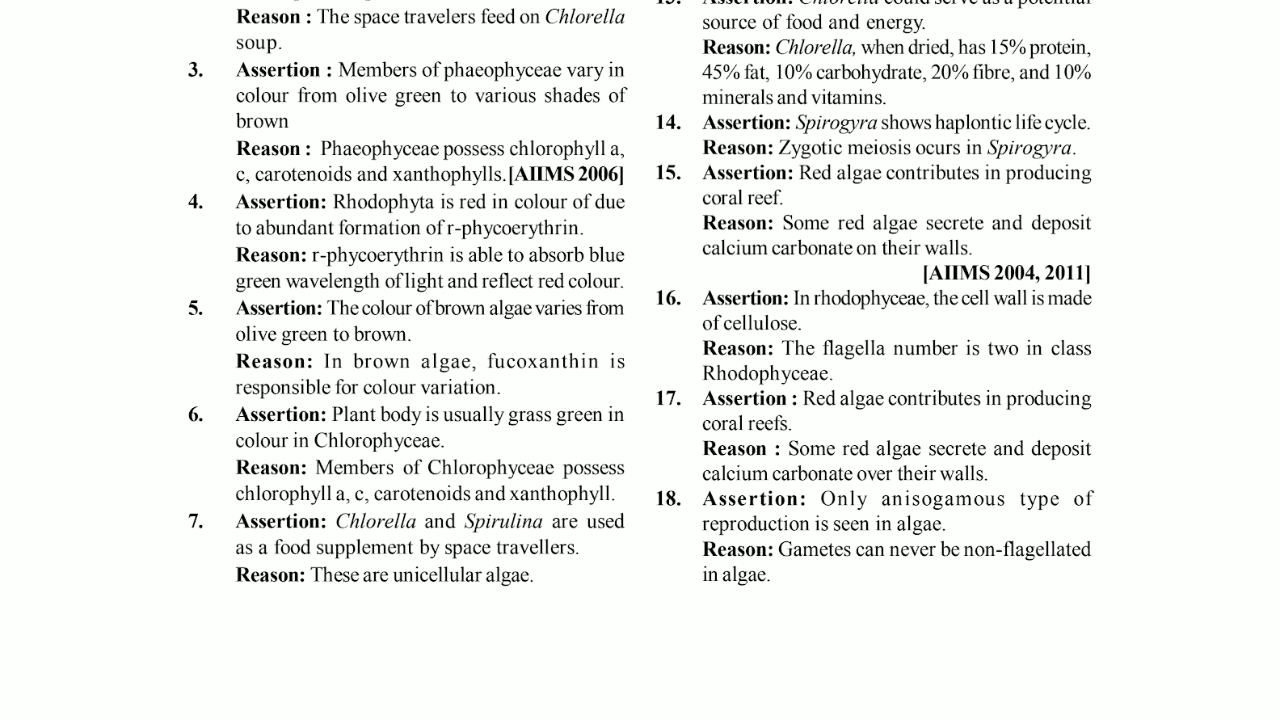 Reason : The space travelers feed on Chlorella
soup.
3. Assertion : Members of phaeophyceae vary in
colour from olive green to various shades of
brown
Reason : Phaeophyceae possess chlorophyll a,
c, carotenoids and xanthophylls.[AIIMS 2006]
4. Assertion: Rhodophyta is red in colour of due
to abundant formation of r-phycoerythrin.
Reason: r-phycoerythrin is able to absorb blue
green wavelength of light and reflect red colour.
5. Assertion: The colour of brown algae varies from
olive green to brown.
Reason: In brown algae, fucoxanthin is
responsible for colour variation.
6. Assertion: Plant body is usually grass green in
colour in Chlorophyceae.
Reason: Members of Chlorophyceae possess
chlorophyll a, c, carotenoids and xanthophyll.
7. Assertion: Chlorella and Spirulina are used
as a food supplement by space travellers.
Reason: These are unicellular algae.
Assertion: Chlorella could serve as a potential
source of food and energy.
Reason: Chlorella, when dried, has 15% protein,
45% fat, 10% carbohydrate, 20% fibre, and 10%
minerals and vitamins.
14. Assertion: Spirogyra shows haplontic life cycle.
Reason: Zygotic meiosis ocurs in Spirogyra.
15. Assertion: Red algae contributes in producing
coral reef.
Reason: Some red algae secrete and deposit
calcium carbonate on their walls.
[AIIMS 2004, 2011]
16. Assertion: In rhodophyceae, the cell wall is made
of cellulose.
Reason: The flagella number is two in class
Rhodophyceae.
17. Assertion : Red algae contributes in producing
coral reefs.
Reason : Some red algae secrete and deposit
calcium carbonate over their walls.
18. Assertion: Only anisogamous type of
reproduction is seen in algae.
Reason: Gametes can never be non-flagellated
in algae.